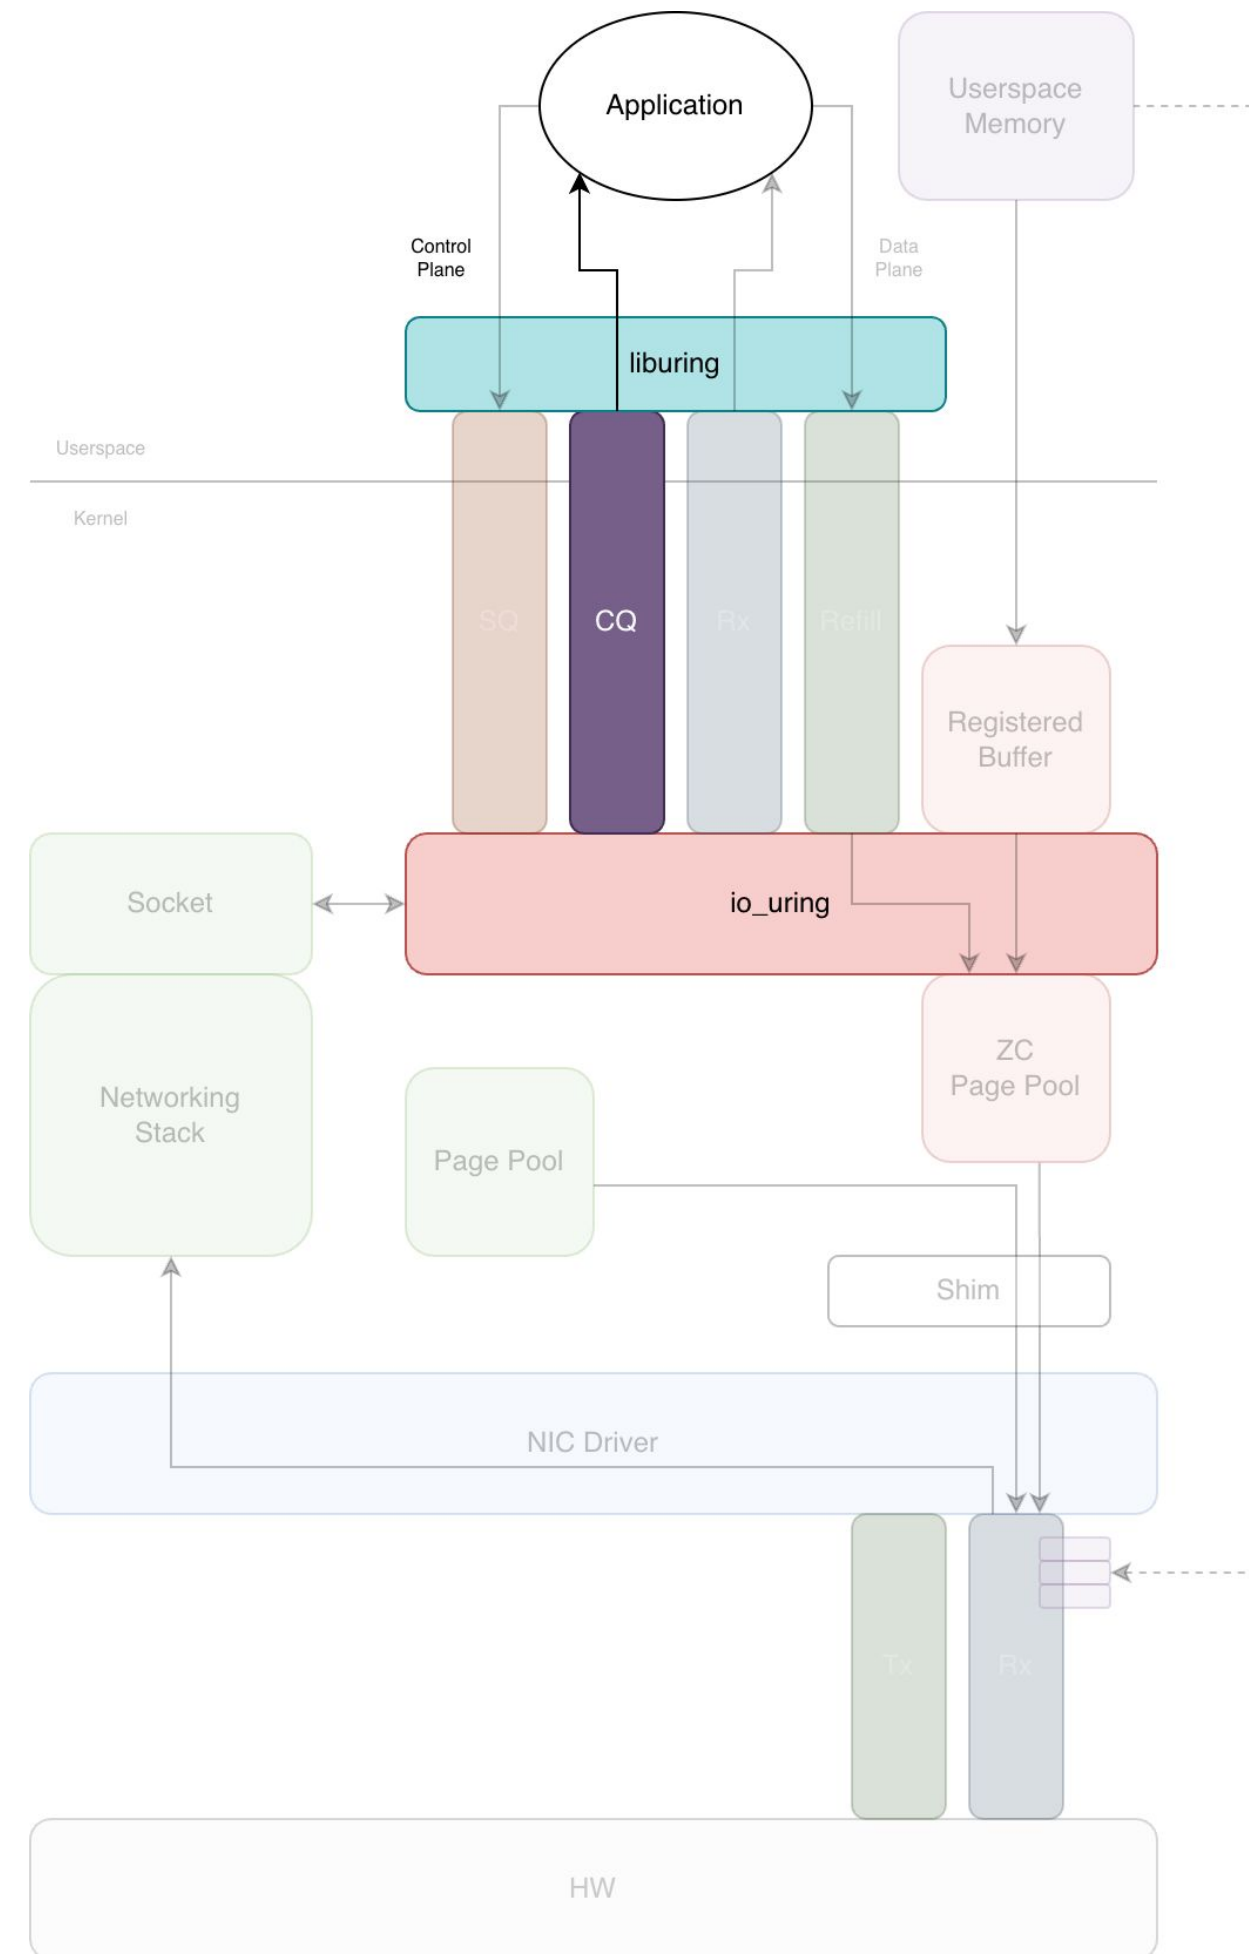 Application
Userspace
Memory
Control
Plane
Data
Plane
liburing
Userspace
Kernel
SQ
CQ
Rx
Refill
Registered
Buffer
Socket
io_uring
Networking
Stack
ZC
Page Pool
Page Pool
Shim
NIC Driver
Tx
Rx
HW